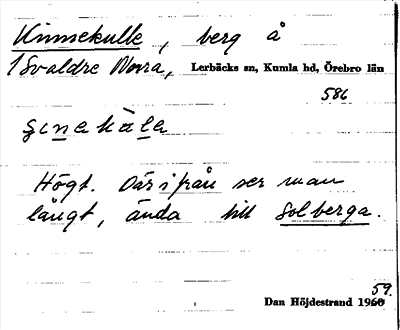 Kinnekulle, berg å
1 Svaldre Norra, Lerbäcks sn, Kumla hd, Örebro län
586
Högt. Därifrån ser man
långt, ända till Solberga.
59.
Dan Höjdestrand 1960